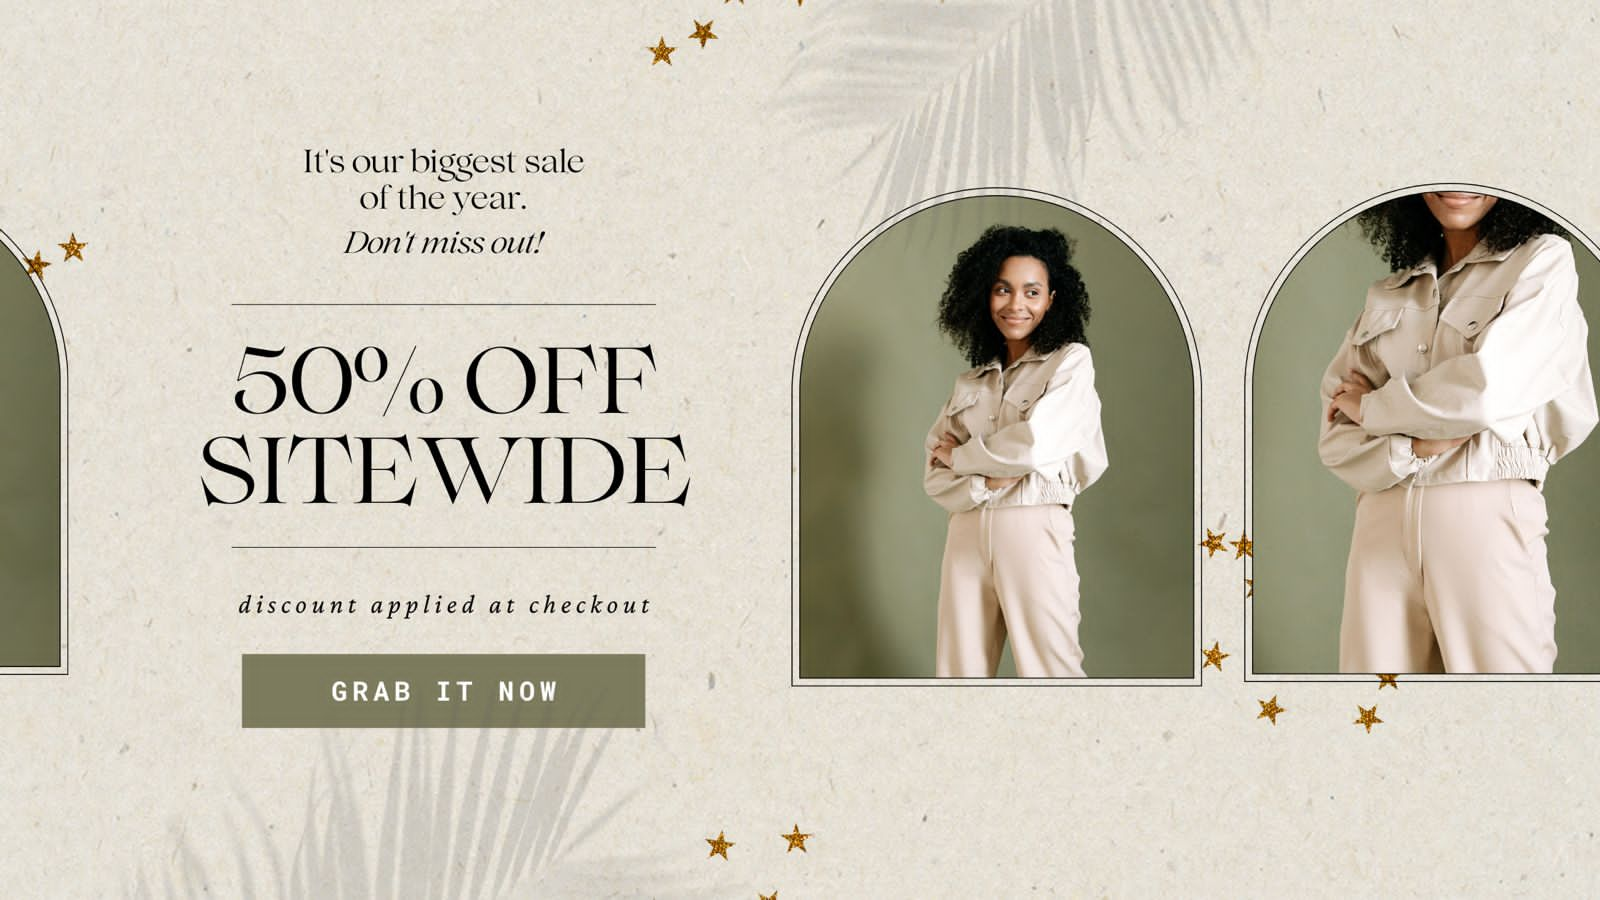 It's our biggest sale
of the year.
Don't miss out!
50% OFF
SITEWIDE
discount applied at checkout
GRAB IT NOW